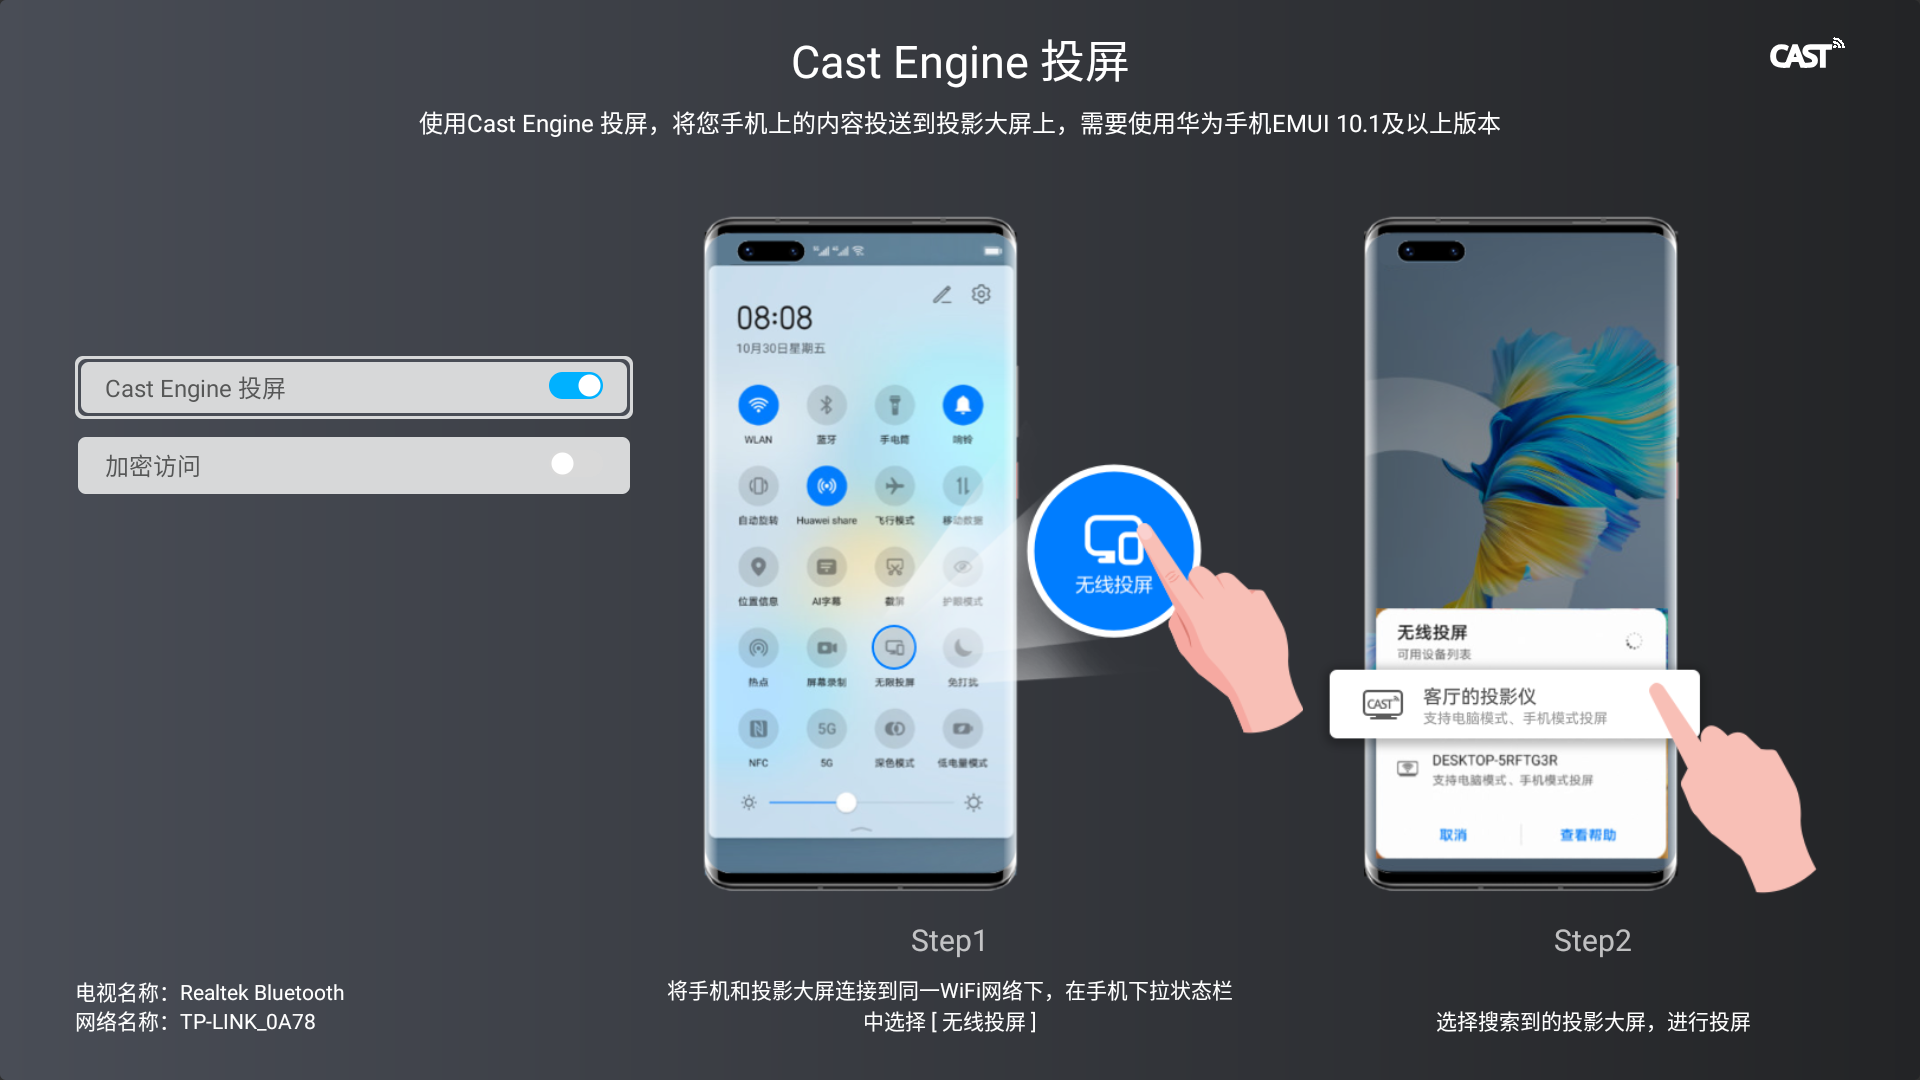 Cast Engine 投屏
CAST
使用Cast Engine 投屏，将您手机上的内容投送到投影大屏上，需要使用华为手机EMUI 10.1及以上版本
Cast Engine 投屏
加密访问
电视名称：Realtek Bluetooth
网络名称：TP-LINK_0A78
08:08
10月30日星期五
WLAN 蓝牙 手电筒 响铃
自动旋转 Huawei share 飞行模式 移动数据
位置信息 AI字幕 截屏 护眼模式
热点 屏幕录制 无限投屏 免打扰
5G
NFC 5G 深色模式 低电量模式
无线投屏
Step1
将手机和投影大屏连接到同一WiFi网络下，在手机下拉状态栏
中选择 [ 无线投屏 ]
无线投屏
可用设备列表
CAST
客厅的投影仪
支持电脑模式、手机模式投屏
DESKTOP-5RFTG3R
支持电脑模式、手机模式投屏
取消 查看帮助
Step2
选择搜索到的投影大屏，进行投屏